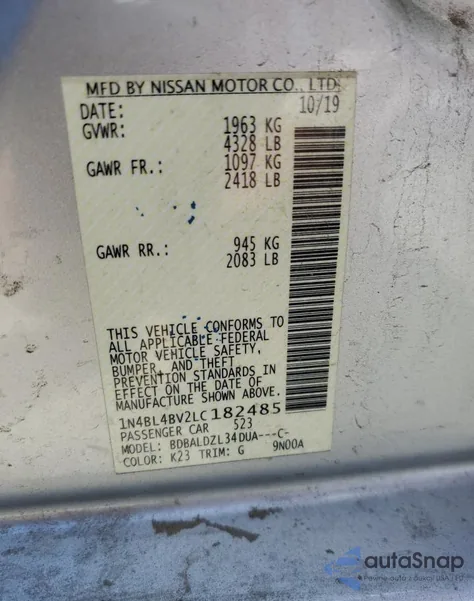 MFD BY NISSAN MOTOR CO., LTD.
DATE: 10/19
GVWR: 1963 KG
4328 LB
GAWR FR.: 1097 KG
2418 LB
GAWR RR.: 945 KG
2083 LB
THIS VEHICLE CONFORMS TO
ALL APPLICABLE FEDERAL
MOTOR VEHICLE SAFETY,
BUMPER, AND THEFT
PREVENTION STANDARDS IN
EFFECT ON THE DATE OF
MANUFACTURE SHOWN ABOVE.
1N4BL4BV2LC182485
PASSENGER CAR 523
MODEL: BDBALDZL34DUA---C-
COLOR: K23 TRIM: G 9N00A
autaSnap